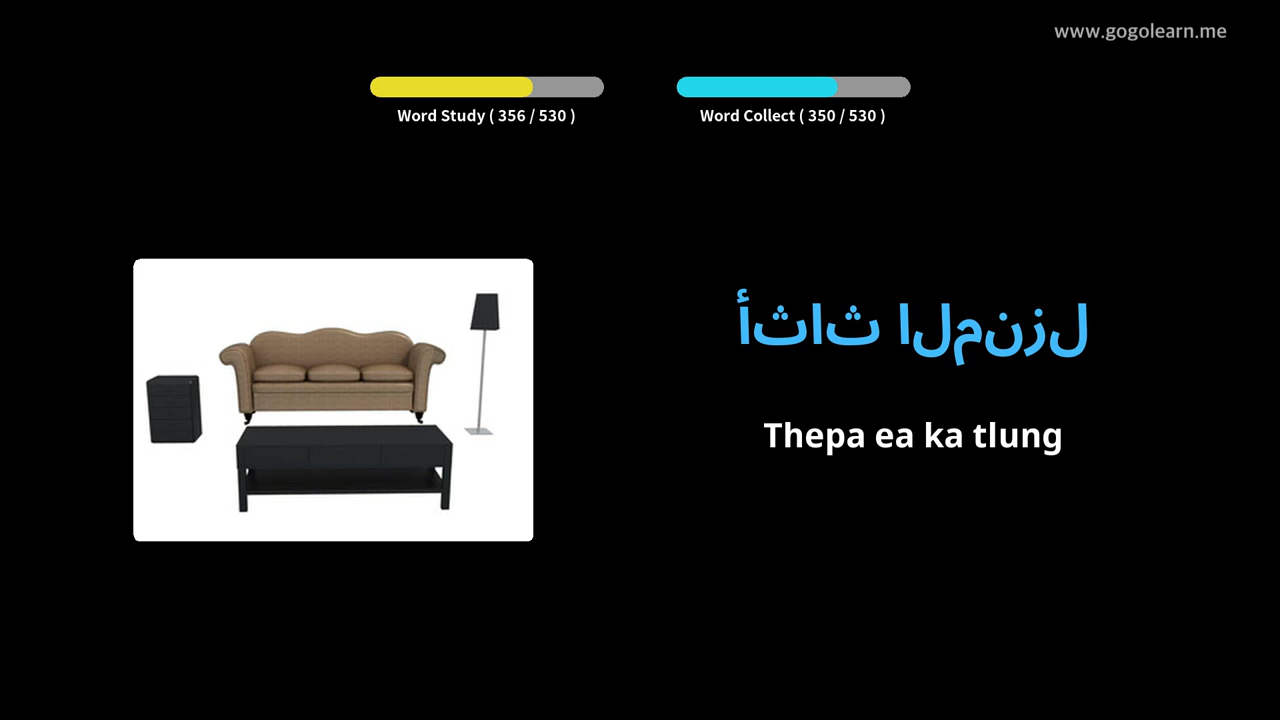 www.gogolearn.me
Word Study ( 356 / 530 )
Word Collect ( 350 / 530 )
أثاث المنزل
Thepa ea ka tlung